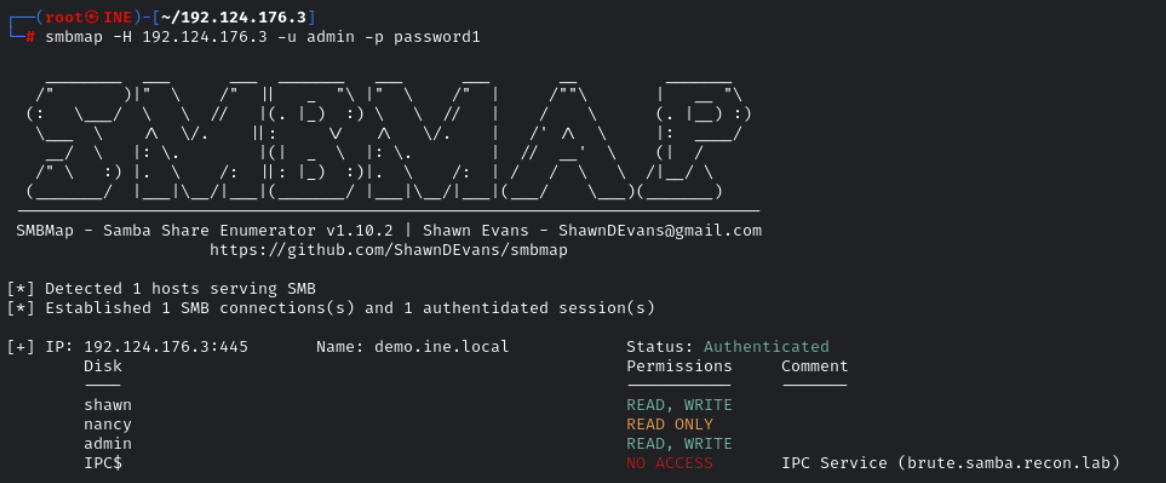 ┌──(root㉿INE)-[~/192.124.176.3]
└─# smbmap -H 192.124.176.3 -u admin -p password1
SMBMAP
SMBMap - Samba Share Enumerator v1.10.2 | Shawn Evans - ShawnDEvans@gmail.com
https://github.com/ShawnDEvans/smbmap
[*] Detected 1 hosts serving SMB
[*] Established 1 SMB connections(s) and 1 authentidated session(s)
[+] IP: 192.124.176.3:445 Name: demo.ine.local Status: Authenticated
Disk Permissions Comment
---- ----------- -------
shawn READ, WRITE
nancy READ ONLY
admin READ, WRITE
IPC$ NO ACCESS IPC Service (brute.samba.recon.lab)